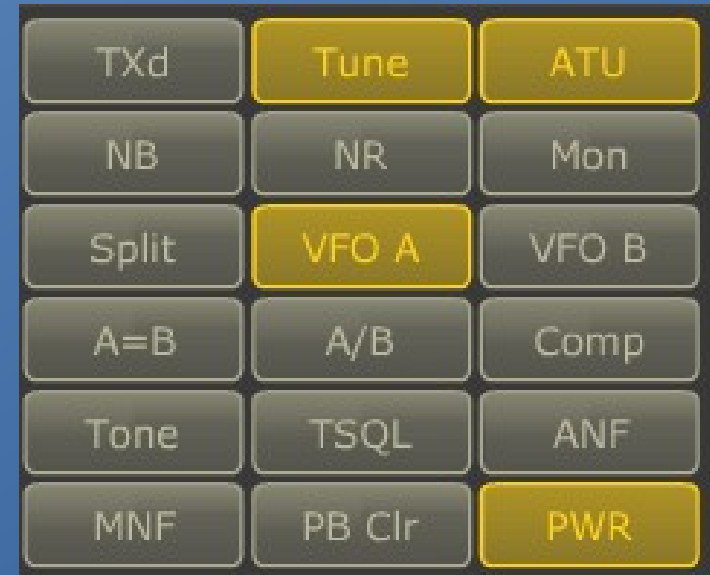 TXd Tune ATU
NB NR Mon
Split VFO A VFO B
A=B A/B Comp
Tone TSQL ANF
MNF PB Clr PWR